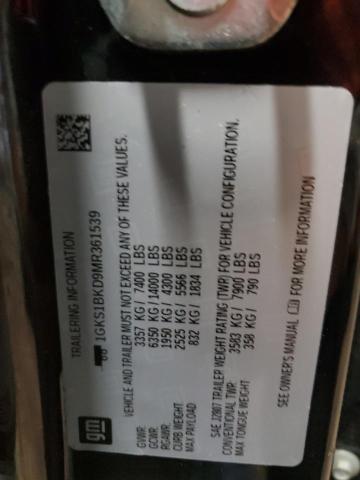 TRAILERING INFORMATION
1GKS1BKD9MR361539
gm
VEHICLE AND TRAILER MUST NOT EXCEED ANY OF THESE VALUES.
GVWR: 3357 KG/ 7400 LBS
GCWR: 6350 KG/14000 LBS
RGAWR: 1950 KG/ 4300 LBS
CURB WEIGHT: 2525 KG/ 5566 LBS
MAX PAYLOAD: 832 KG/ 1834 LBS
SAE J2807 TRAILER WEIGHT RATING (TWR) FOR VEHICLE CONFIGURATION.
CONVENTIONAL TWR: 3583 KG/ 7900 LBS
MAX TONGUE WEIGHT: 358 KG/ 790 LBS
SEE OWNER'S MANUAL FOR MORE INFORMATION